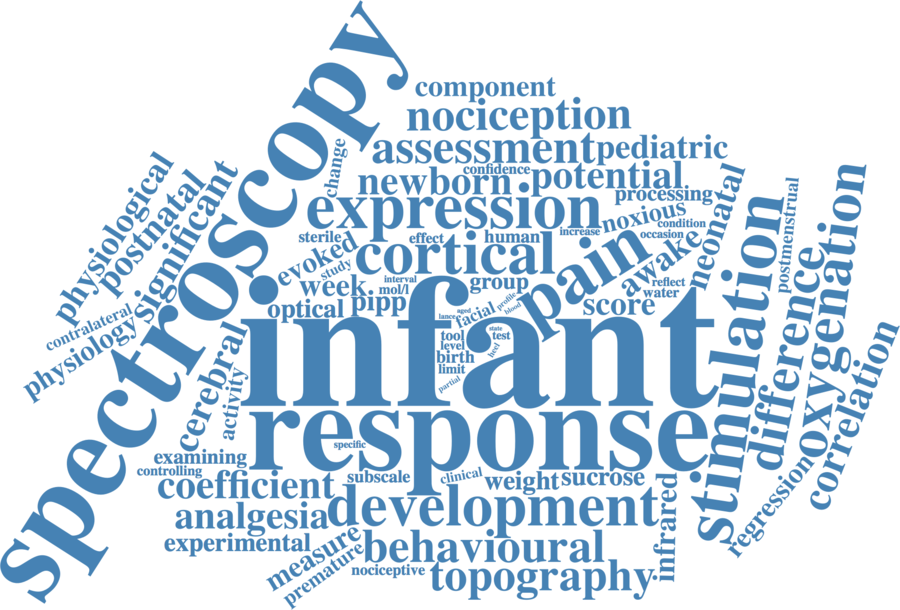 spectroscopy
component
nociception
assessment
pediatric
confidence
change
newborn
potential
physiological
postnatal
significant
expression
processing
neonatal
postmenstrual
noxious
condition
sterile
effect
human
increase
occasion
evoked
cortical
pain
awake
study
week
interval
mol/l
group
reflect
water
optical
pipp
profile
blood
score
contralateral
physiology
infant
lance
aged
facial
tool
state
test
level
heel
birth
limit
partial
stimulation
difference
oxygenation
correlation
cerebral
activity
response
specific
examining
controlling
coefficient
subscale
clinical
weight
sucrose
regression
analgesia
development
infrared
experimental
measure
behavioural
premature
nociceptive
topography